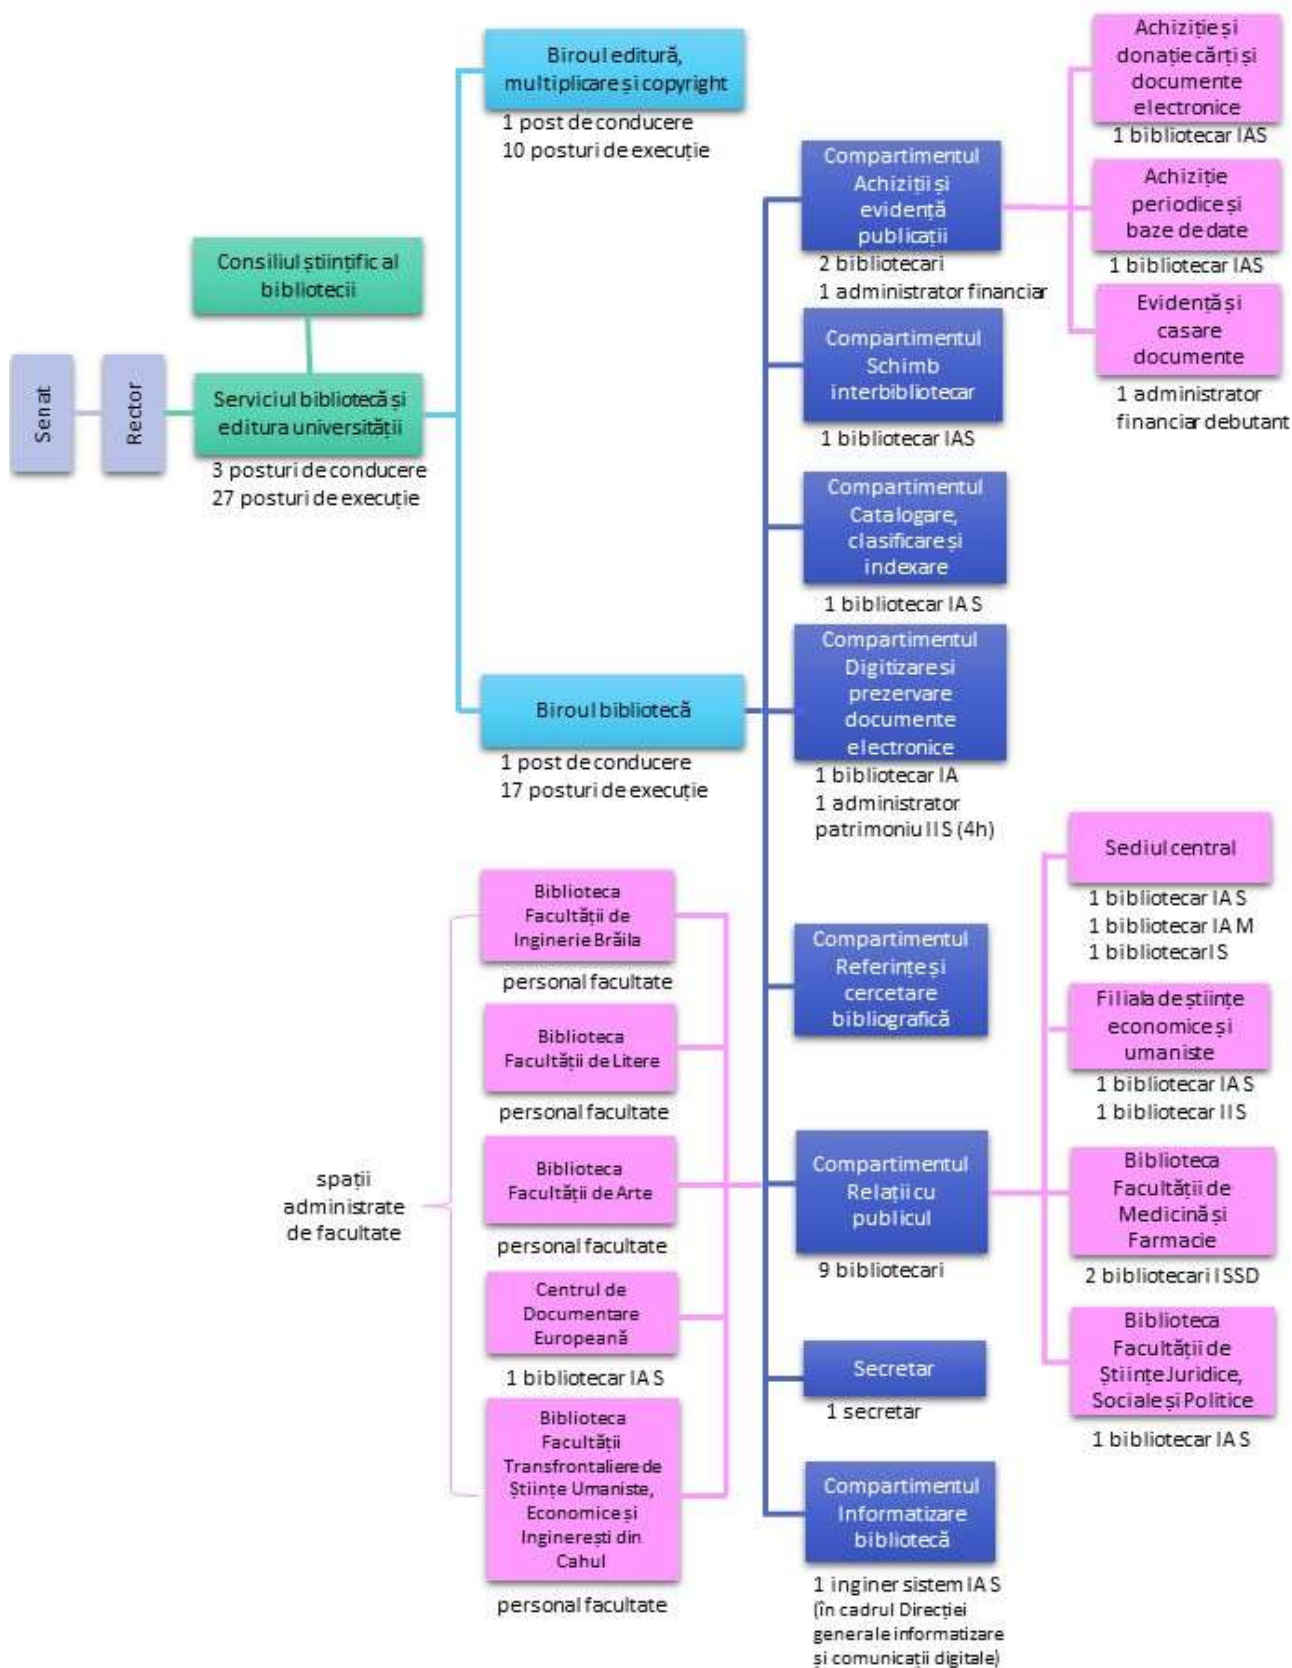 Senat
Rector
Consiliul științific al
bibliotecii
Serviciul bibliotecă și
editura universității
3 posturi de conducere
27 posturi de execuție
Biroul editură,
multiplicare și copyright
1 post de conducere
10 posturi de execuție
Biroul bibliotecă
1 post de conducere
17 posturi de execuție
Compartimentul
Achiziții și
evidență
publicații
2 bibliotecari
1 administrator financiar
Achiziție și
donație cărți și
documente
electronice
1 bibliotecar IAS
Achiziție
periodice și
baze de date
1 bibliotecar IAS
Evidență și
casare
documente
1 administrator
financiar debutant
Compartimentul
Schimb
interbibliotecar
1 bibliotecar IAS
Compartimentul
Catalogare,
clasificare și
indexare
1 bibliotecar IA S
Compartimentul
Digitizare si
prezervare
documente
electronice
1 bibliotecar IA
1 administrator
patrimoniu II S (4h)
Compartimentul
Referințe și
cercetare
bibliografică
Compartimentul
Relații cu
publicul
9 bibliotecari
Sediul central
1 bibliotecar IA S
1 bibliotecar IA M
1 bibliotecar I S
Filiala de științe
economice și
umaniste
1 bibliotecar IA S
1 bibliotecar II S
Biblioteca
Facultății de
Medicină și
Farmacie
2 bibliotecari I SSD
Biblioteca
Facultății de
Științe Juridice,
Sociale și Politice
1 bibliotecar IA S
spații
administrate
de facultate
Biblioteca
Facultății de
Inginerie Brăila
personal facultate
Biblioteca
Facultății de Litere
personal facultate
Biblioteca
Facultății de Arte
personal facultate
Centrul de
Documentare
Europeană
1 bibliotecar IA S
Biblioteca
Facultății
Transfrontaliere de
Științe Umaniste,
Economice și
Inginerești din
Cahul
personal facultate
Secretar
1 secretar
Compartimentul
Informatizare
bibliotecă
1 inginer sistem IA S
(în cadrul Direcției
generale informatizare
și comunicații digitale)